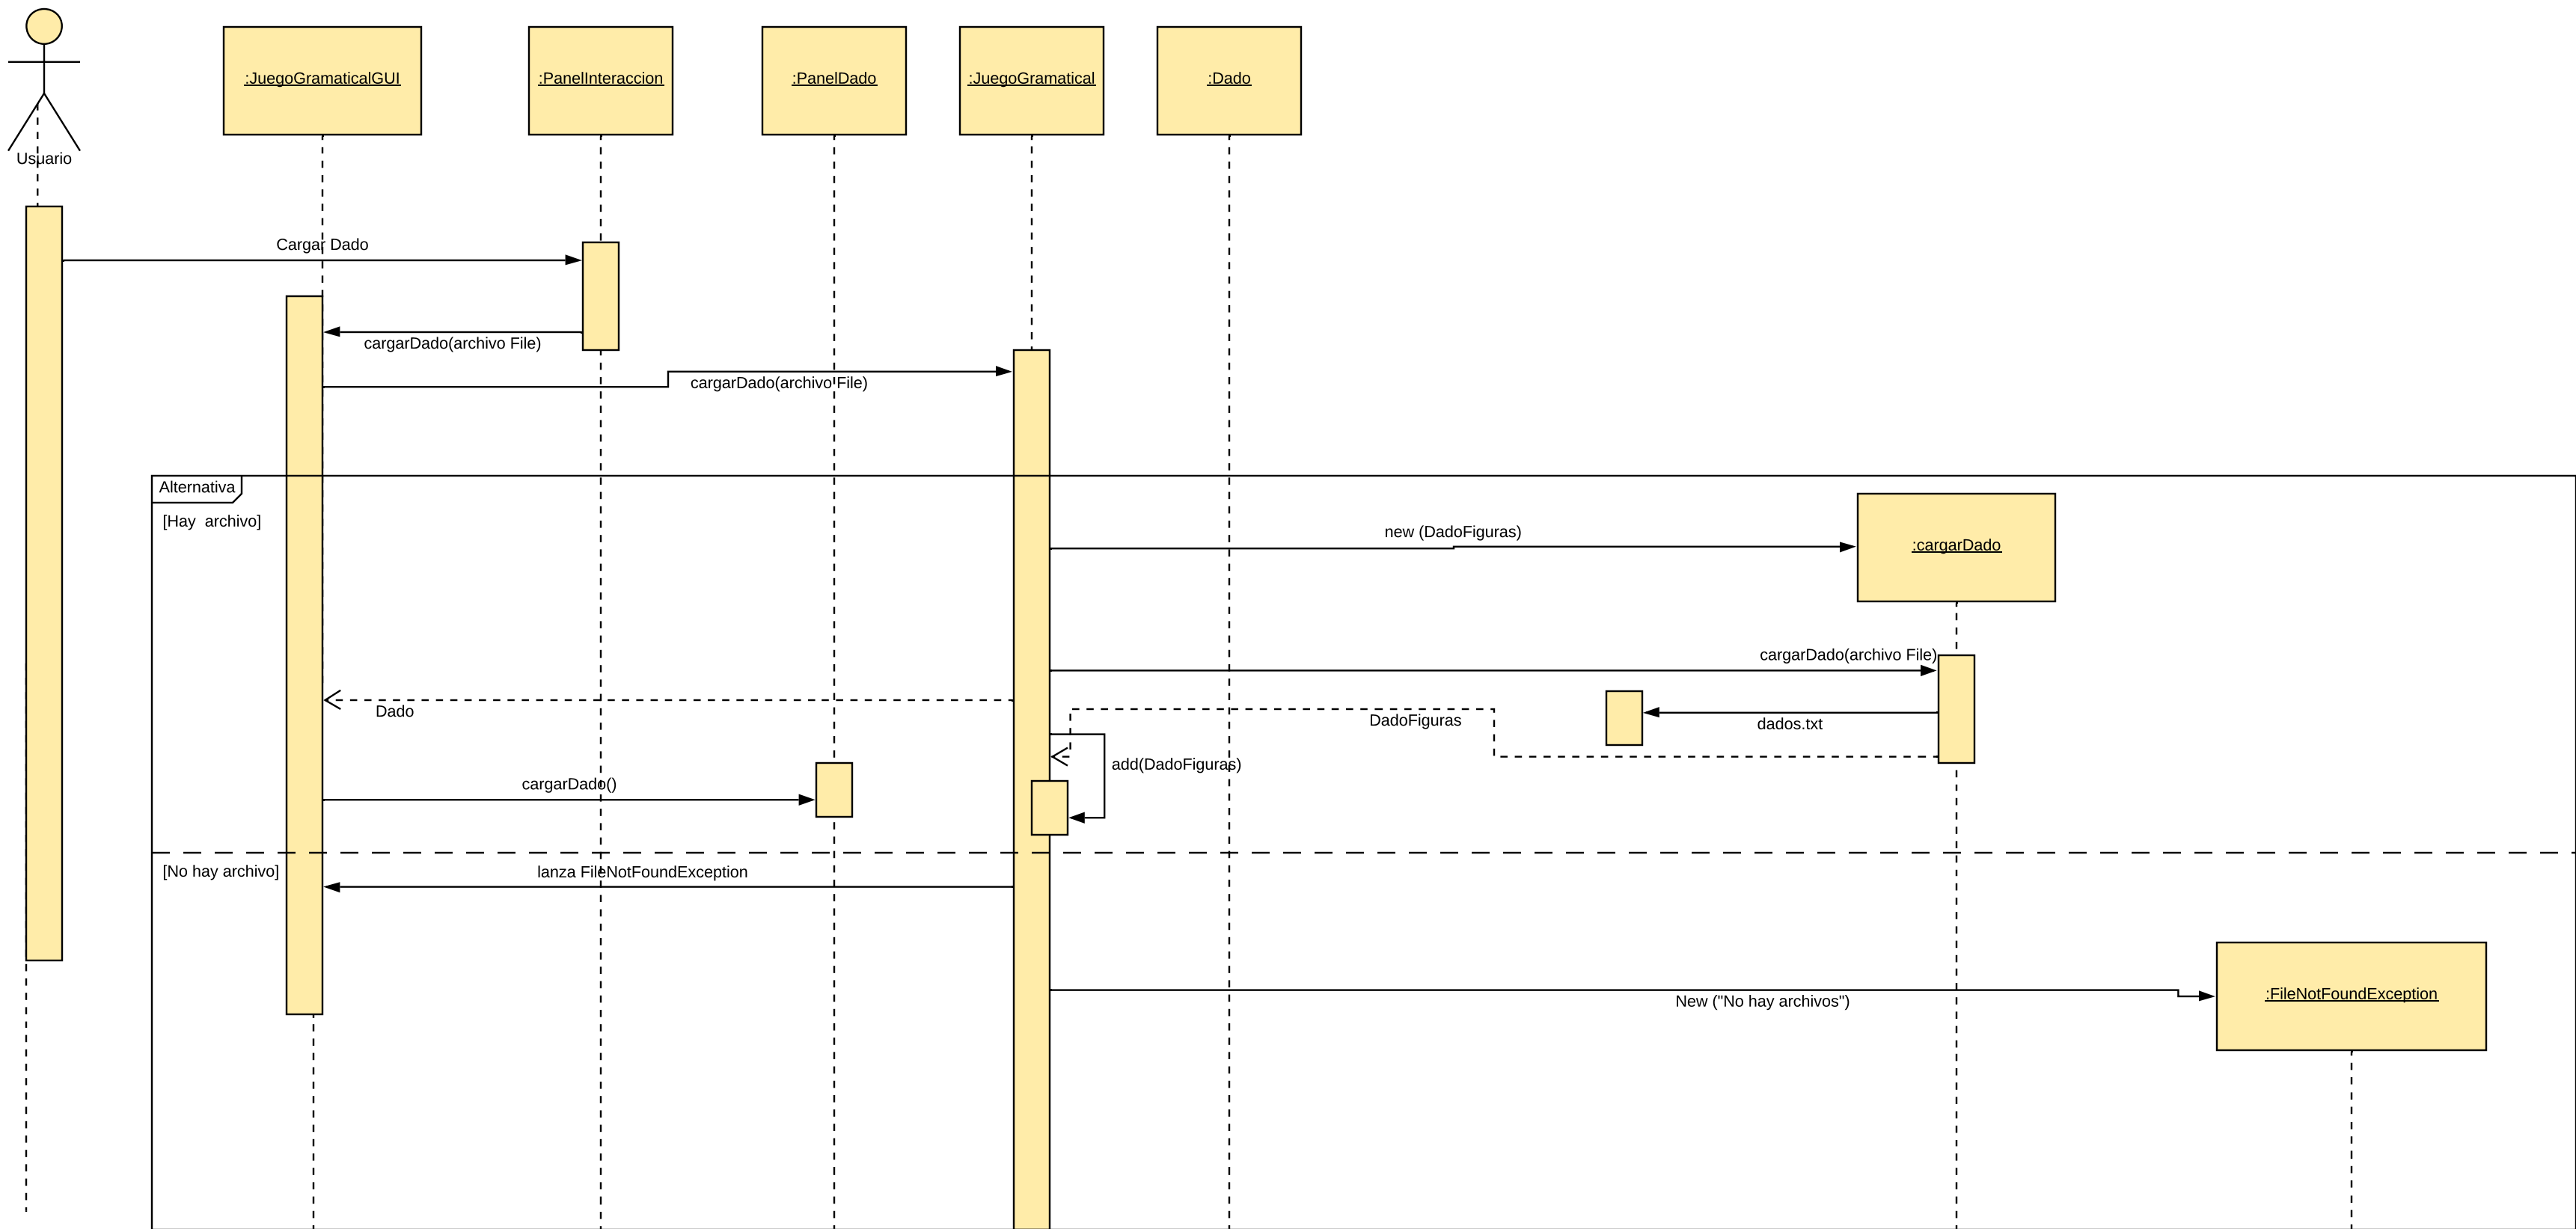 :JuegoGramaticalGUI
:PanelInteraccion
:PanelDado
:JuegoGramatical
:Dado
Usuario
Cargar Dado
cargarDado(archivo File)
cargarDado(archivo File)
Alternativa
[Hay  archivo]
new (DadoFiguras)
:cargarDado
cargarDado(archivo File)
Dado
DadoFiguras
dados.txt
add(DadoFiguras)
cargarDado()
[No hay archivo]
lanza FileNotFoundException
:FileNotFoundException
New ("No hay archivos")